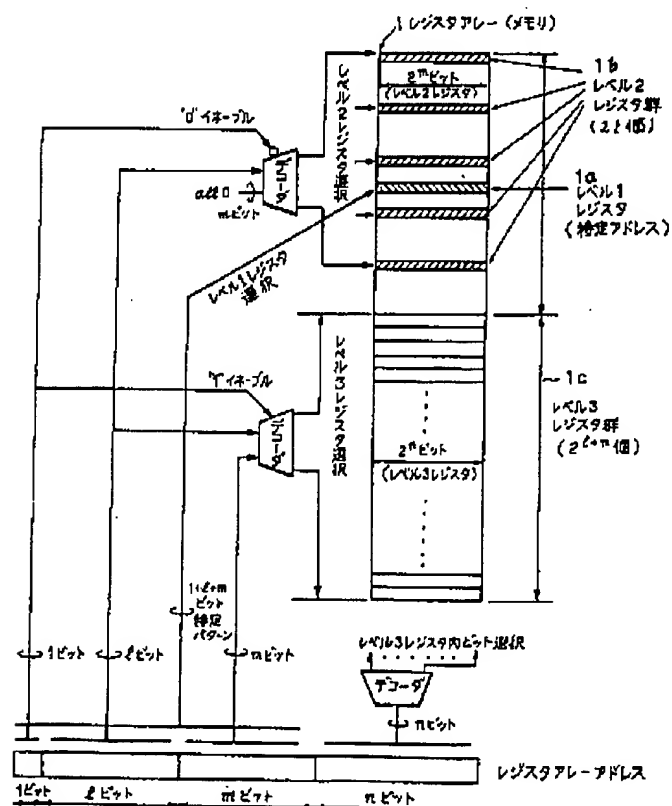 1 レジスタアレー (メモリ)
1b
レベル2
レジスタ群
(2ℓ個)
2ᵐビット
(レベル2レジスタ)
レベル2レジスタ選択
"0"イネーブル
デコーダ
all 0
mビット
1a
レベル1
レジスタ
(特定アドレス)
レベル1レジスタ
選択
レベル3レジスタ選択
"1"イネーブル
デコーダ
~1c
レベル3
レジスタ群
(2ℓ+m個)
2ⁿビット
(レベル3レジスタ)
1+ℓ+m
ビット
特定
パターン
1ビット
ℓビット
mビット
レベル3レジスタ内ビット選択
デコーダ
nビット
レジスタアレーアドレス
1ビット
ℓビット
mビット
nビット